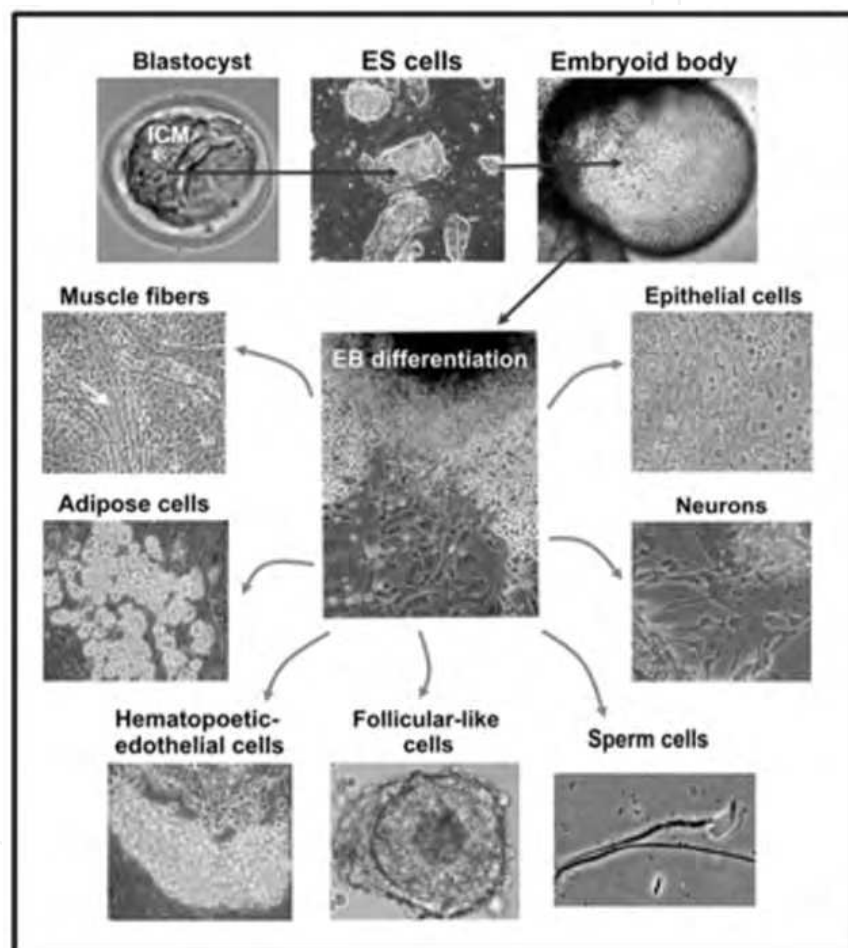 Blastocyst
ES cells
Embryoid body
ICM
Muscle fibers
Epithelial cells
EB differentiation
Adipose cells
Neurons
Hematopoetic-
edothelial cells
Follicular-like
cells
Sperm cells